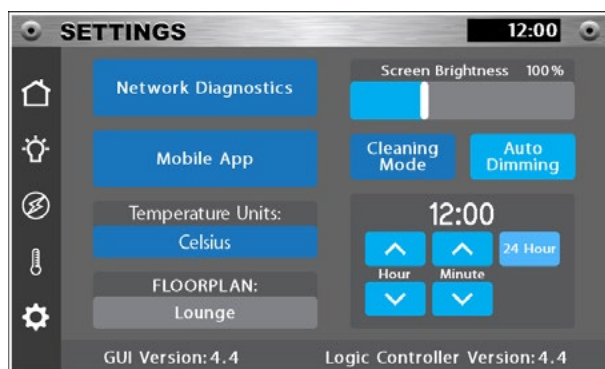 SETTINGS
12:00
Network Diagnostics
Screen Brightness 100%
Mobile App
Cleaning
Mode
Auto
Dimming
Temperature Units:
Celsius
12:00
24 Hour
Hour
Minute
FLOORPLAN:
Lounge
GUI Version: 4.4
Logic Controller Version: 4.4